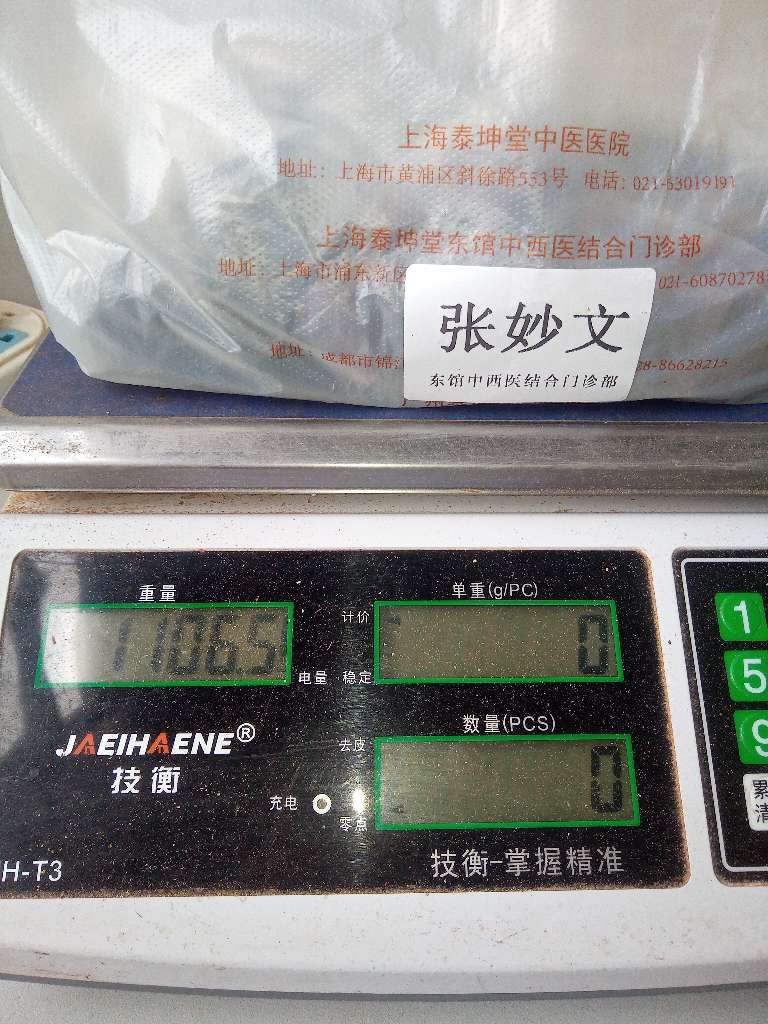 上海泰坤堂中医医院
地址：上海市黄浦区斜徐路553号 电话：021-53019191
上海泰坤堂东馆中西医结合门诊部
地址：上海市浦东新区 021-60870278
张妙文
东馆中西医结合门诊部
地址：成都市锦 28-86628215
重量
11065
电量
计价
稳定
单重(g/PC)
0
JAEIHAENE®
技衡
去皮
零点
数量(PCS)
0
充电
H-T3
技衡-掌握精准
1
5
9
累
清